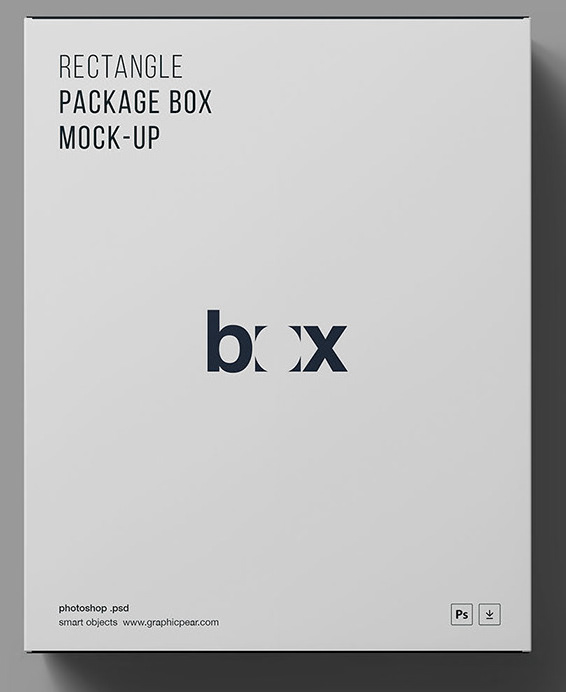 RECTANGLE
PACKAGE BOX
MOCK-UP
box
photoshop .psd
smart objects www.graphicpear.com
Ps